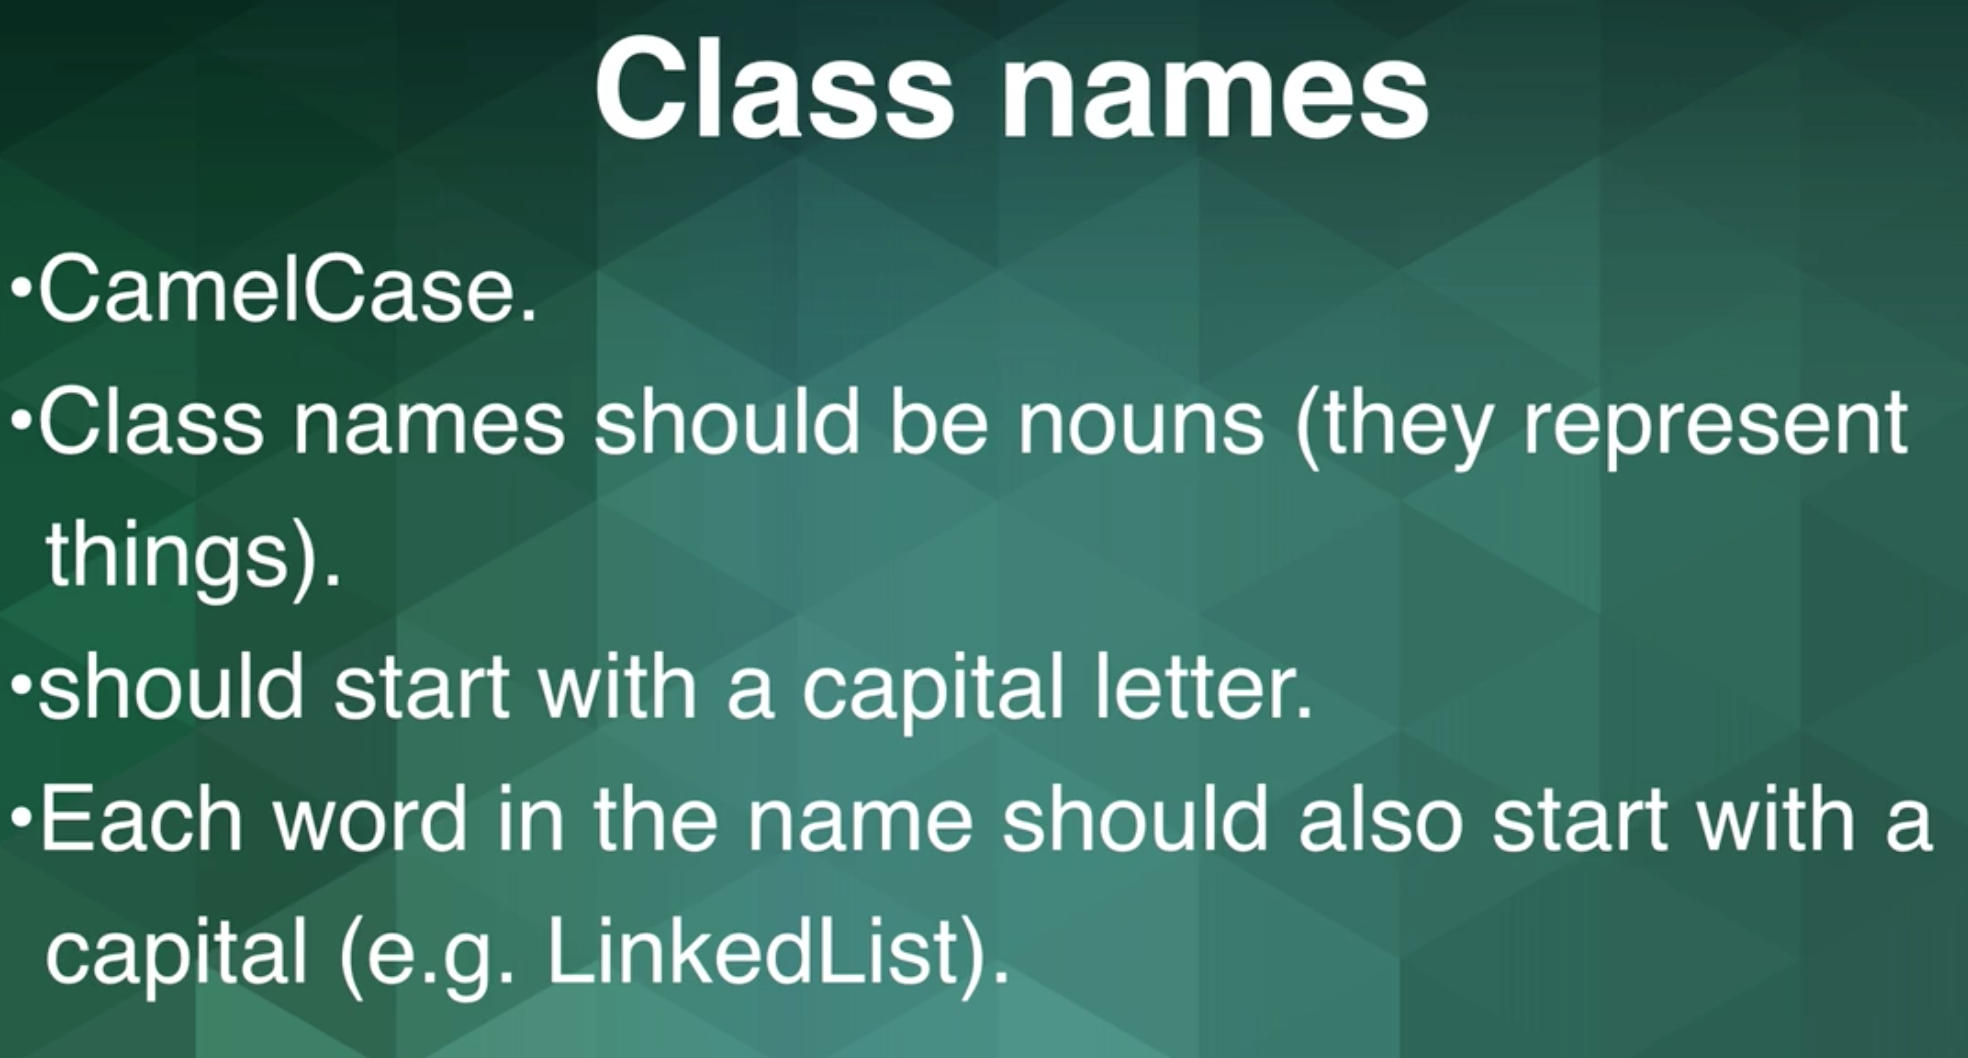 Class names
•CamelCase.
•Class names should be nouns (they represent
things).
•should start with a capital letter.
•Each word in the name should also start with a
capital (e.g. LinkedList).